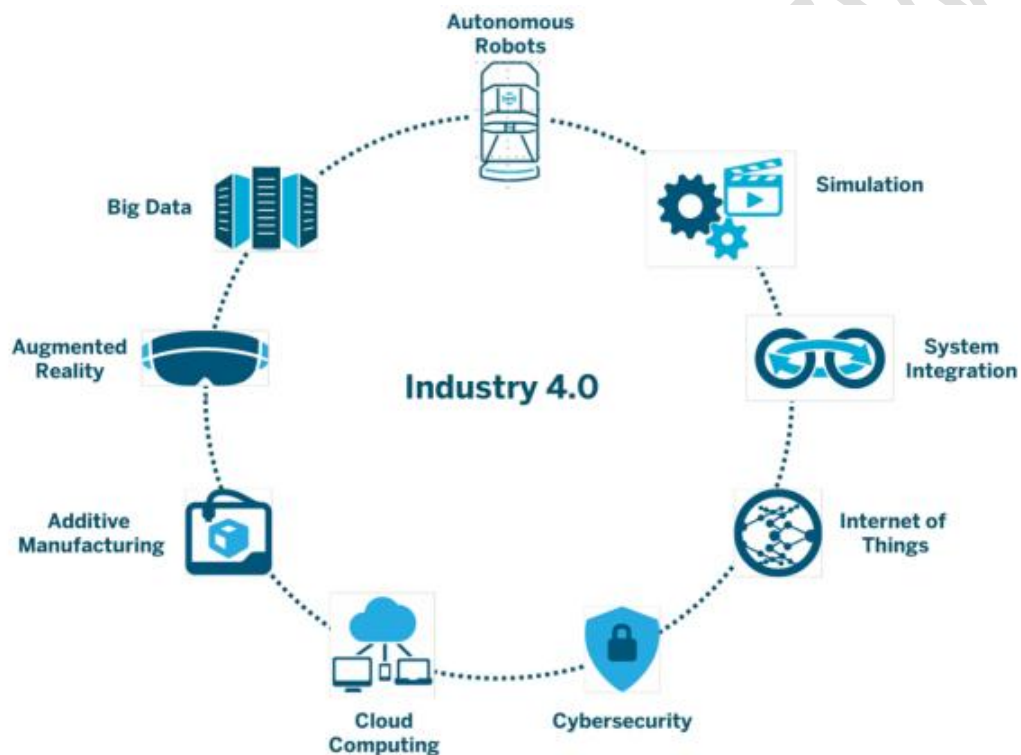 Autonomous
Robots
Simulation
System
Integration
Internet of
Things
Cybersecurity
Cloud
Computing
Additive
Manufacturing
Augmented
Reality
Big Data
Industry 4.0